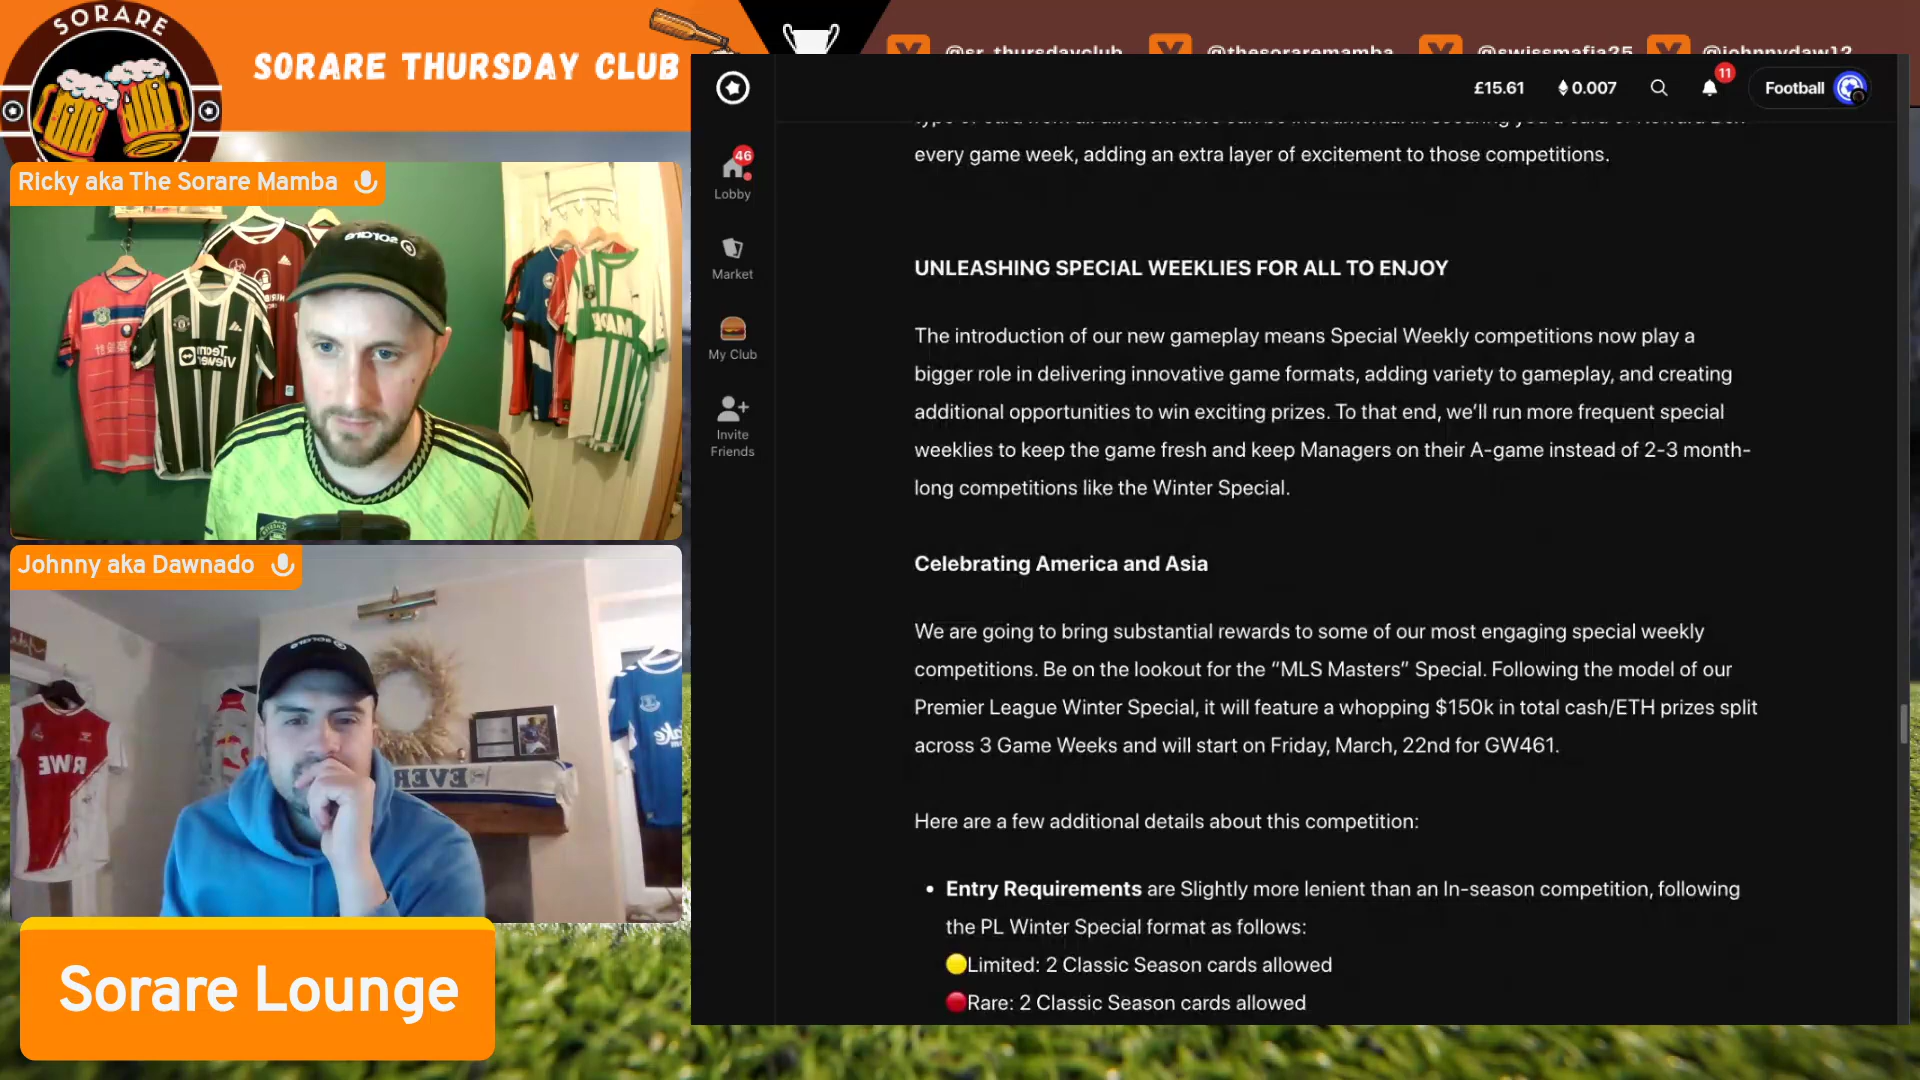 SORARE
SORARE THURSDAY CLUB
@sr_thursdayclub
@thesoraremamba
@swissmafia25
@johnnydaw12
£15.61
0.007
11
Football
46
Lobby
Market
My Club
Invite
Friends
every game week, adding an extra layer of excitement to those competitions.
UNLEASHING SPECIAL WEEKLIES FOR ALL TO ENJOY
The introduction of our new gameplay means Special Weekly competitions now play a
bigger role in delivering innovative game formats, adding variety to gameplay, and creating
additional opportunities to win exciting prizes. To that end, we’ll run more frequent special
weeklies to keep the game fresh and keep Managers on their A-game instead of 2-3 month-
long competitions like the Winter Special.
Celebrating America and Asia
We are going to bring substantial rewards to some of our most engaging special weekly
competitions. Be on the lookout for the “MLS Masters” Special. Following the model of our
Premier League Winter Special, it will feature a whopping $150k in total cash/ETH prizes split
across 3 Game Weeks and will start on Friday, March, 22nd for GW461.
Here are a few additional details about this competition:
• Entry Requirements are Slightly more lenient than an In-season competition, following
the PL Winter Special format as follows:
Limited: 2 Classic Season cards allowed
Rare: 2 Classic Season cards allowed
Ricky aka The Sorare Mamba
sorare
Team
Viewer
Johnny aka Dawnado
sorare
RWE
EVER
Sorare Lounge